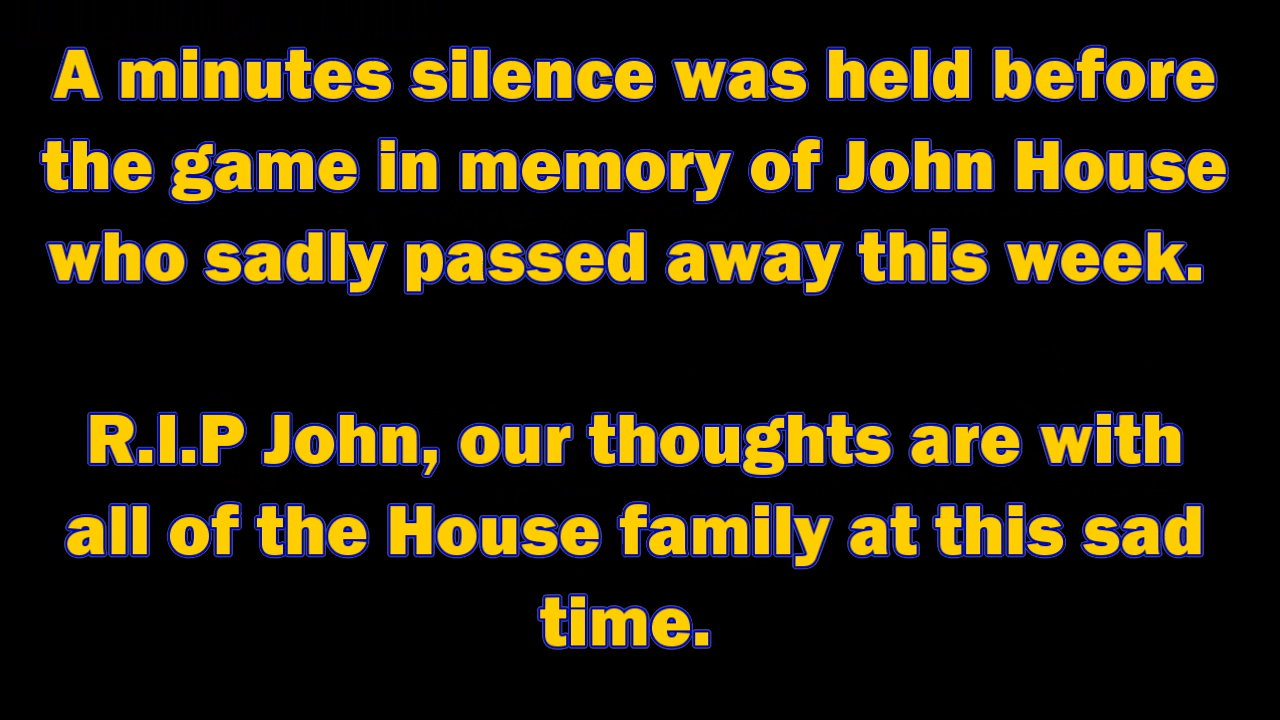 A minutes silence was held before
the game in memory of John House
who sadly passed away this week.
R.I.P John, our thoughts are with
all of the House family at this sad
time.